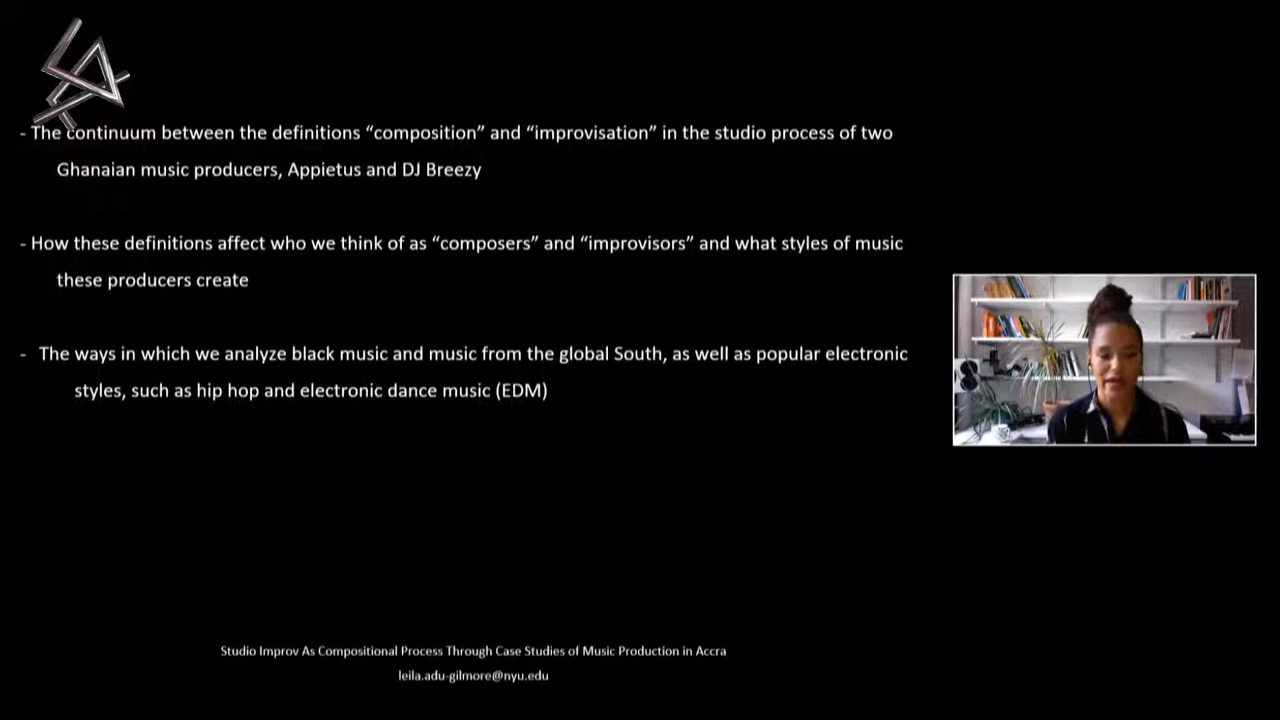 - The continuum between the definitions “composition” and “improvisation” in the studio process of two
Ghanaian music producers, Appietus and DJ Breezy
- How these definitions affect who we think of as “composers” and “improvisors” and what styles of music
these producers create
- The ways in which we analyze black music and music from the global South, as well as popular electronic
styles, such as hip hop and electronic dance music (EDM)
Studio Improv As Compositional Process Through Case Studies of Music Production in Accra
leila.adu-gilmore@nyu.edu